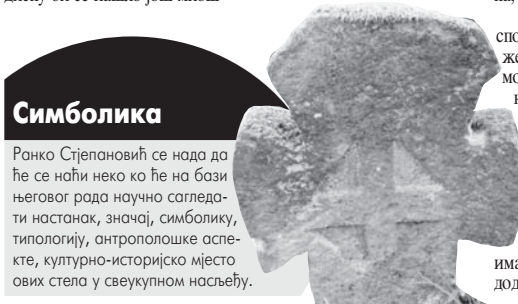 Симболика
Ранко Стјепановић се нада да
ће се наћи неко ко ће на бази
његовог рада научно сагледа-
ти настанак, значај, симболику,
типологију, антрополошке аспе-
кте, културно-историјско мјесто
ових стела у свеукупном насљеђу.